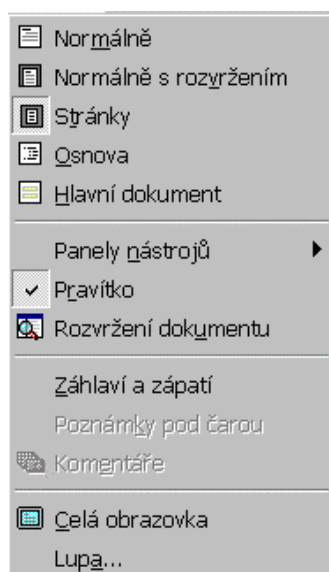 Normálně
Normálně s rozvržením
Stránky
Osnova
Hlavní dokument
Panely nástrojů
Pravítko
Rozvržení dokumentu
Záhlaví a zápatí
Poznámky pod čarou
Komentáře
Celá obrazovka
Lupa...